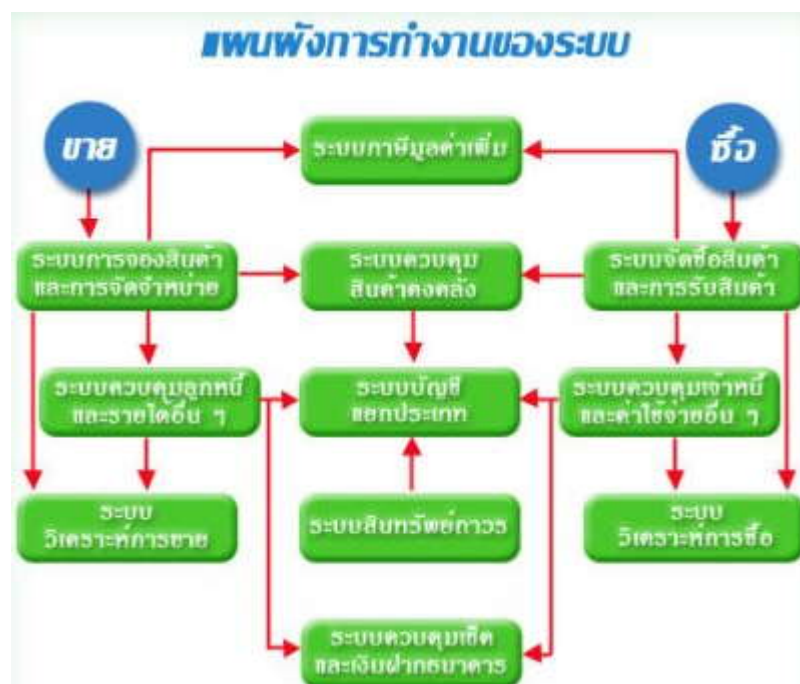 แผนผังการทำงานของระบบ
ขาย
ระบบภาษีมูลค่าเพิ่ม
ซื้อ
ระบบการจองสินค้า
และการจัดจำหน่าย
ระบบควบคุม
สินค้าคงคลัง
ระบบจัดซื้อสินค้า
และการรับสินค้า
ระบบควบคุมลูกหนี้
และรายได้อื่น ๆ
ระบบบัญชี
แยกประเภท
ระบบควบคุมเจ้าหนี้
และค่าใช้จ่ายอื่น ๆ
ระบบ
วิเคราะห์การขาย
ระบบสินทรัพย์ถาวร
ระบบ
วิเคราะห์การซื้อ
ระบบควบคุมเช็ค
และเงินฝากธนาคาร